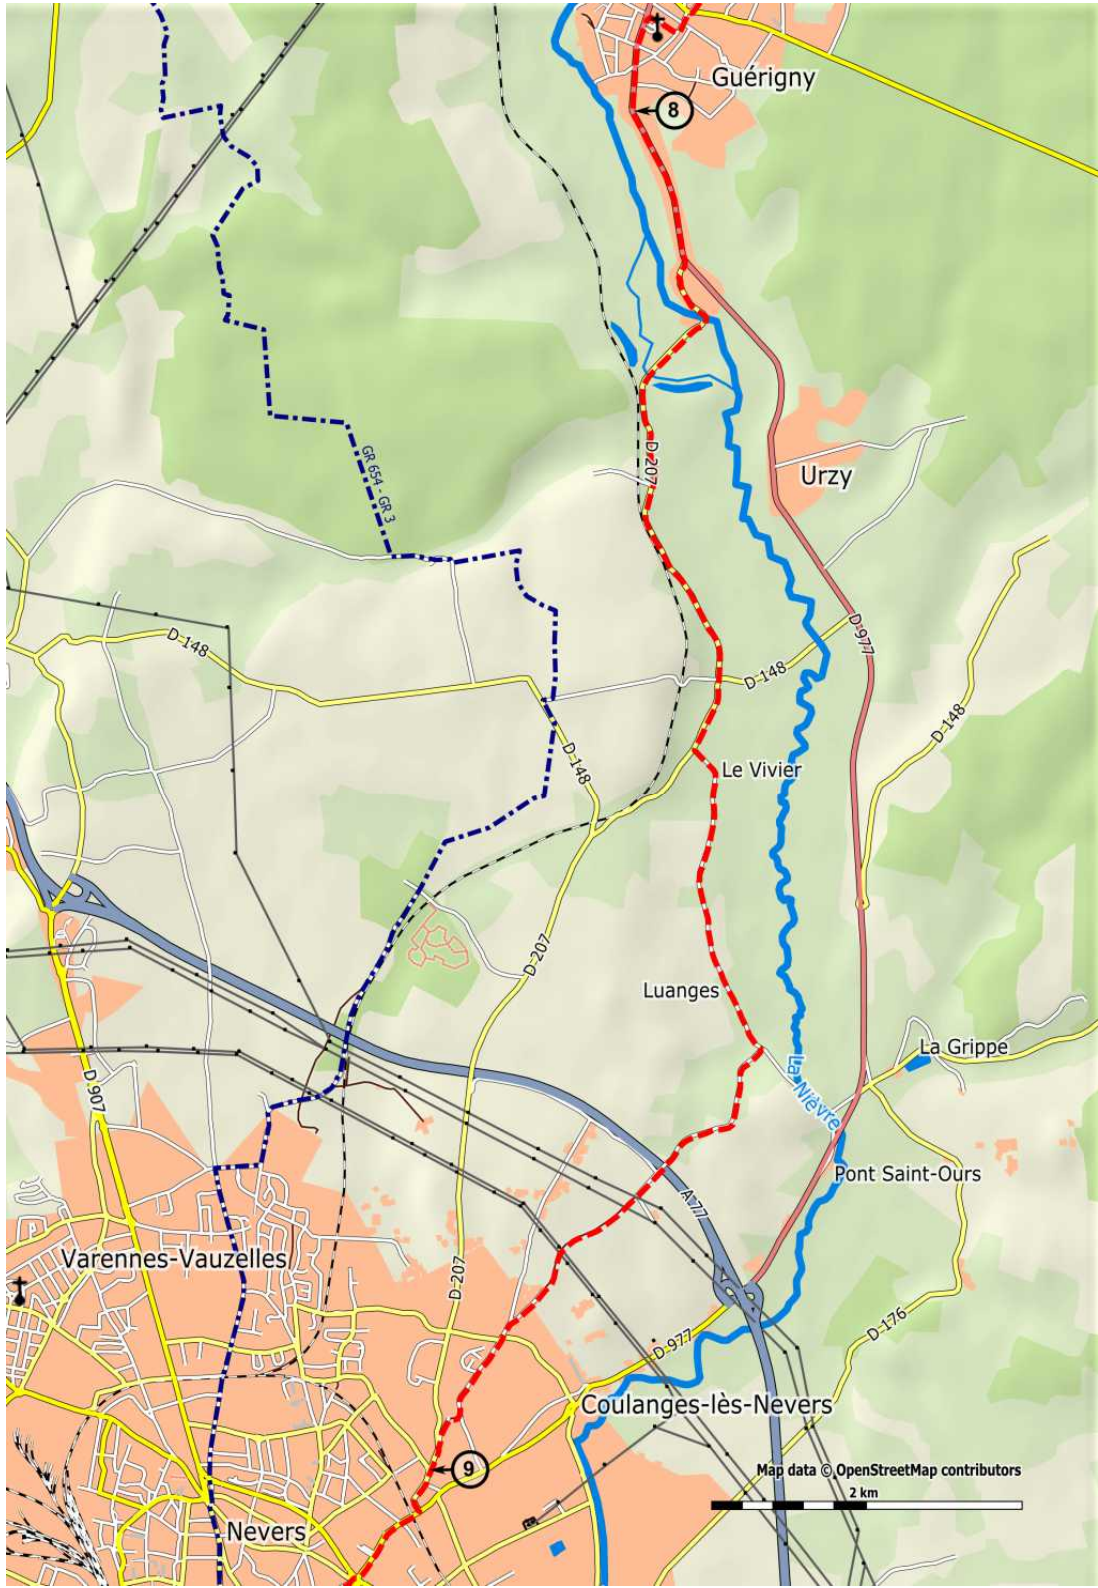 Guérigny
8
GR 654 - GR 3
D 207
Urzy
D 148
D 977
D 148
D 148
D 148
Le Vivier
D 207
Luanges
La Grippe
La Nièvre
D 907
Pont Saint-Ours
A 77
Varennes-Vauzelles
D 207
D 977
D 176
Coulanges-lès-Nevers
9
Map data © OpenStreetMap contributors
2 km
Nevers